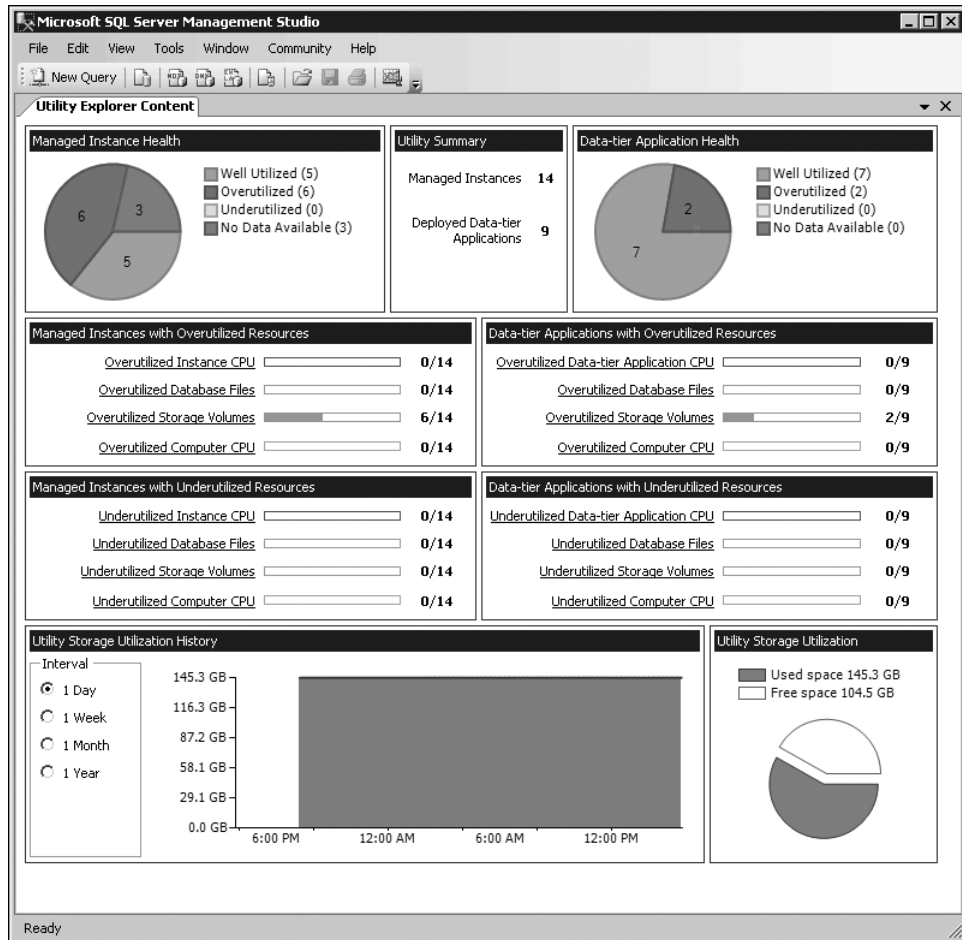 Microsoft SQL Server Management Studio
File Edit View Tools Window Community Help
New Query
Utility Explorer Content
Managed Instance Health
Well Utilized (5)
Overutilized (6)
Underutilized (0)
No Data Available (3)
6
3
5
Utility Summary
Managed Instances 14
Deployed Data-tier
Applications 9
Data-tier Application Health
Well Utilized (7)
Overutilized (2)
Underutilized (0)
No Data Available (0)
2
7
Managed Instances with Overutilized Resources
Overutilized Instance CPU 0/14
Overutilized Database Files 0/14
Overutilized Storage Volumes 6/14
Overutilized Computer CPU 0/14
Data-tier Applications with Overutilized Resources
Overutilized Data-tier Application CPU 0/9
Overutilized Database Files 0/9
Overutilized Storage Volumes 2/9
Overutilized Computer CPU 0/9
Managed Instances with Underutilized Resources
Underutilized Instance CPU 0/14
Underutilized Database Files 0/14
Underutilized Storage Volumes 0/14
Underutilized Computer CPU 0/14
Data-tier Applications with Underutilized Resources
Underutilized Data-tier Application CPU 0/9
Underutilized Database Files 0/9
Underutilized Storage Volumes 0/9
Underutilized Computer CPU 0/9
Utility Storage Utilization History
Interval
1 Day
1 Week
1 Month
1 Year
145.3 GB
116.3 GB
87.2 GB
58.1 GB
29.1 GB
0.0 GB
6:00 PM 12:00 AM 6:00 AM 12:00 PM
Utility Storage Utilization
Used space 145.3 GB
Free space 104.5 GB
Ready